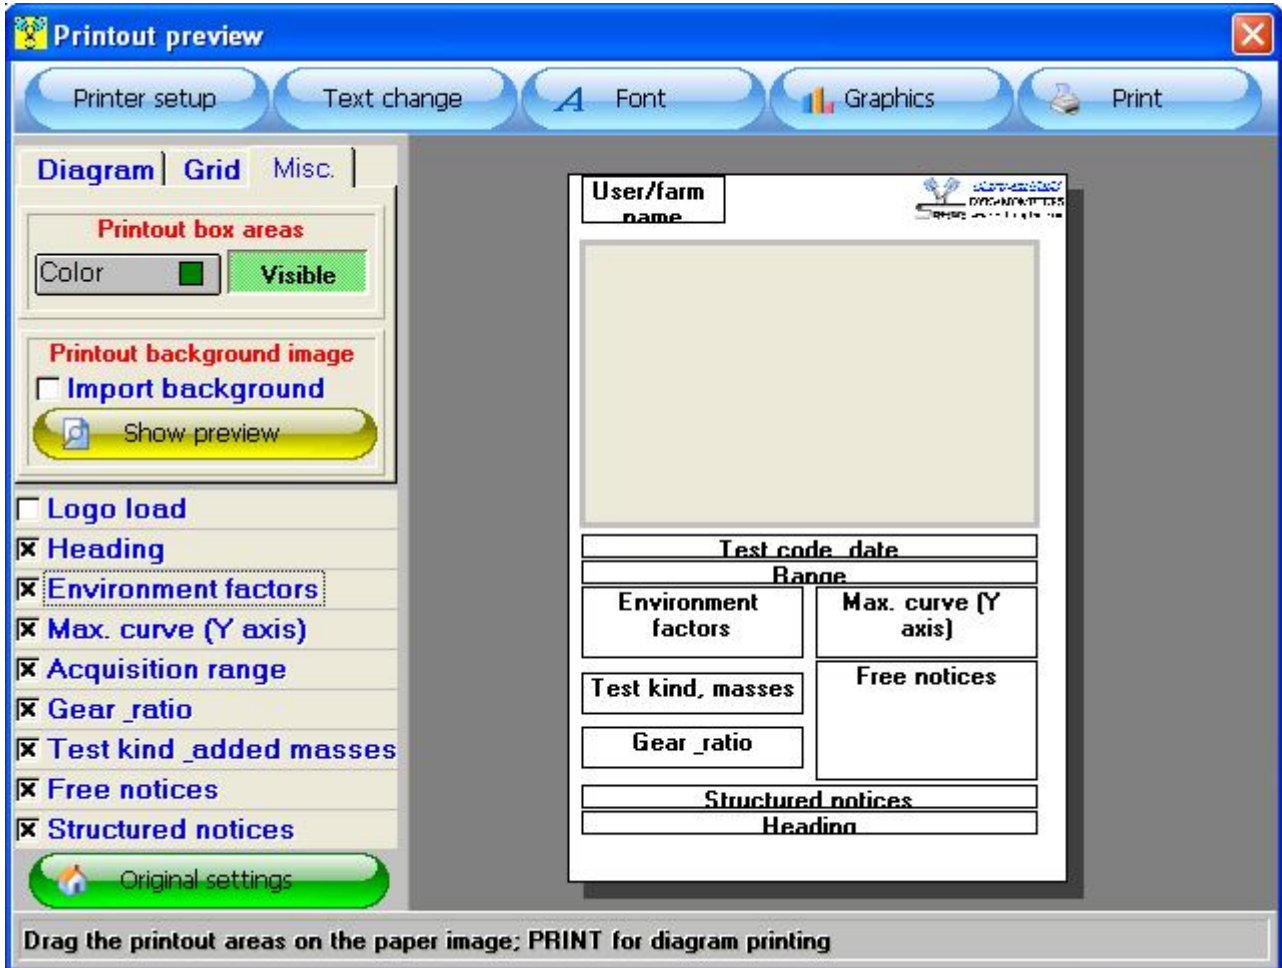 Printout preview
Printer setup
Text change
Font
Graphics
Print
Diagram
Grid
Misc.
Printout box areas
Color
Visible
Printout background image
Import background
Show preview
Logo load
Heading
Environment factors
Max. curve (Y axis)
Acquisition range
Gear _ratio
Test kind _added masses
Free notices
Structured notices
Original settings
User/farm
name
DYNAMOMETERS
Test code_date
Range
Environment
factors
Max. curve (Y
axis)
Test kind, masses
Free notices
Gear _ratio
Structured notices
Heading
Drag the printout areas on the paper image; PRINT for diagram printing